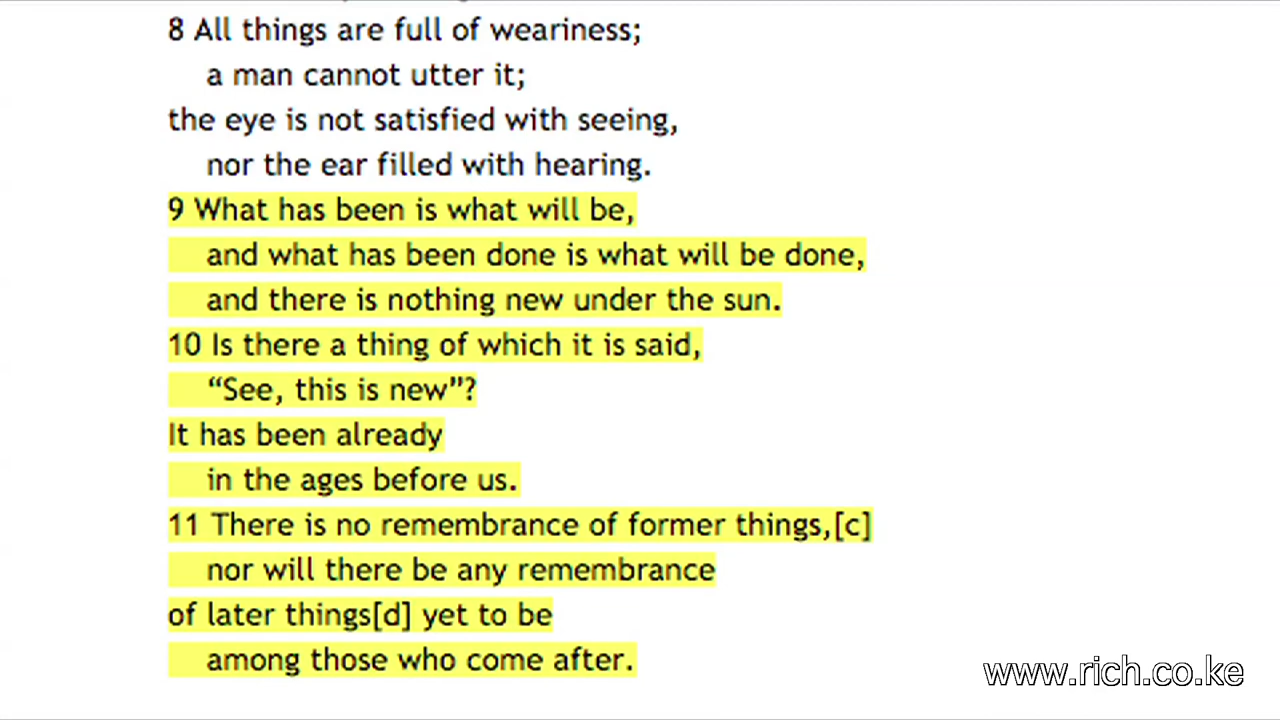 8 All things are full of weariness;
a man cannot utter it;
the eye is not satisfied with seeing,
nor the ear filled with hearing.
9 What has been is what will be,
and what has been done is what will be done,
and there is nothing new under the sun.
10 Is there a thing of which it is said,
“See, this is new”?
It has been already
in the ages before us.
11 There is no remembrance of former things,[c]
nor will there be any remembrance
of later things[d] yet to be
among those who come after.
www.rich.co.ke